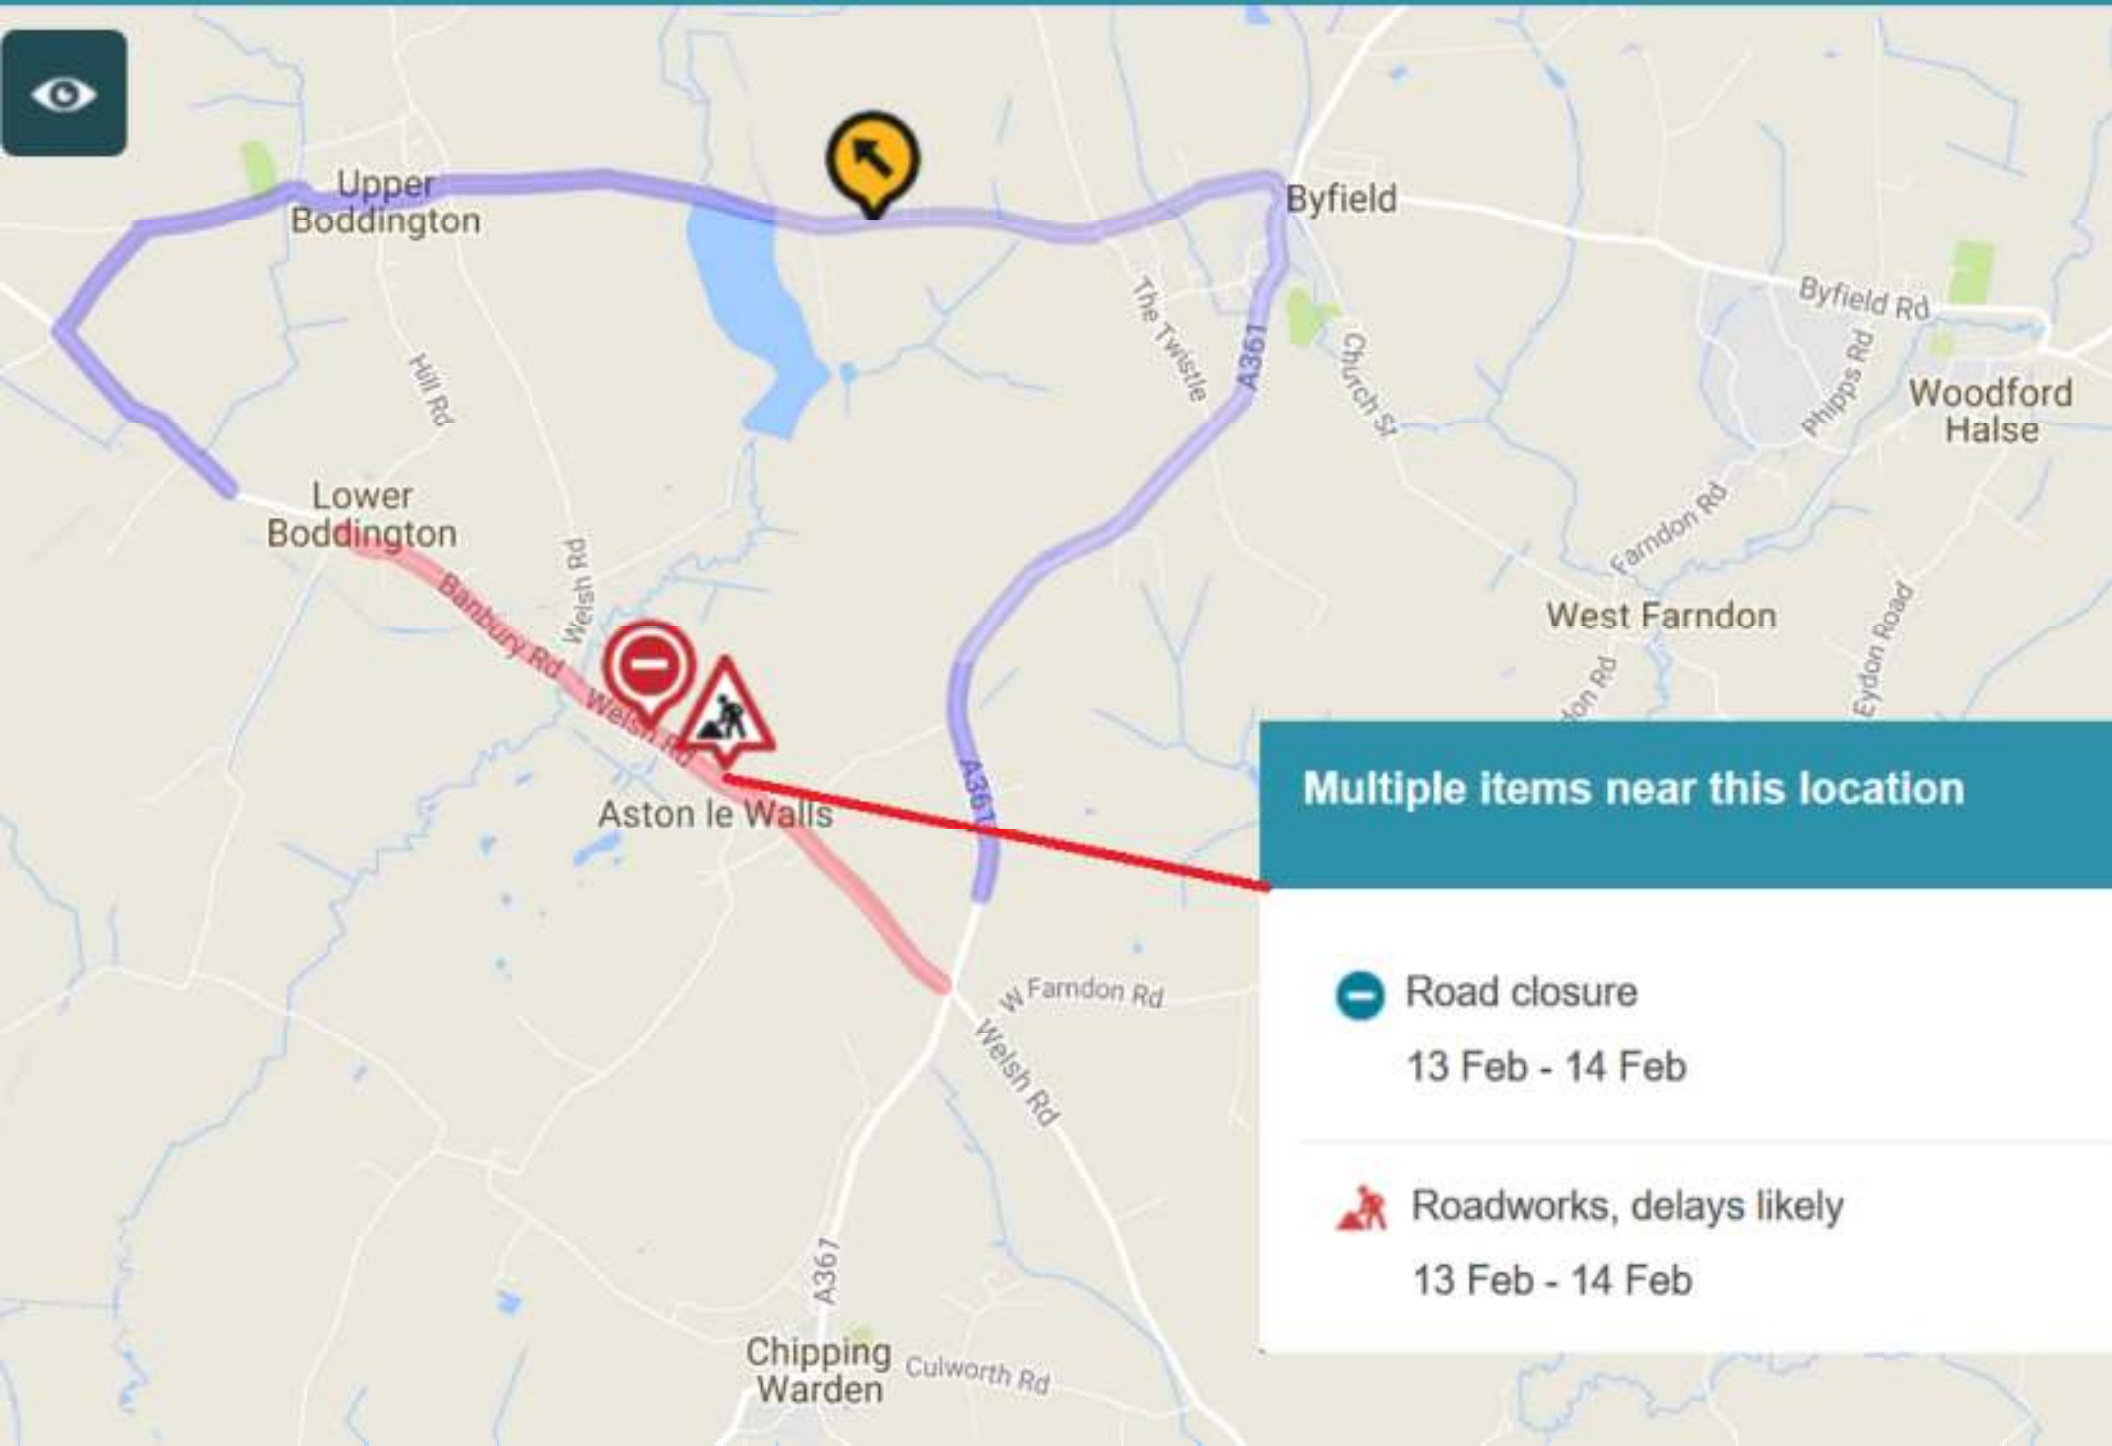 Upper
Boddington
Byfield
Byfield Rd
The Twistle
A361
Church St
Phipps Rd
Woodford
Halse
Hill Rd
Lower
Boddington
Farndon Rd
Welsh Rd
Banbury Rd
West Farndon
Eydon Road
don Rd
Welsh Rd
Aston le Walls
A361
Multiple items near this location
W Farndon Rd
Welsh Rd
Road closure
13 Feb - 14 Feb
Roadworks, delays likely
13 Feb - 14 Feb
A361
Chipping
Warden
Culworth Rd